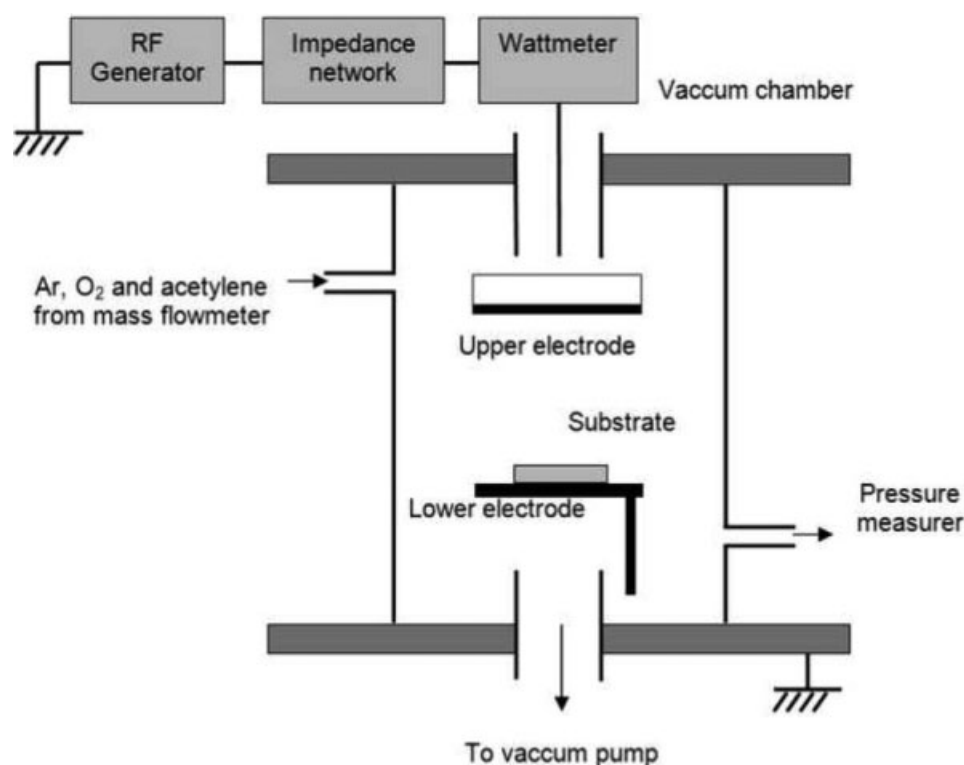 RF
Generator
Impedance
network
Wattmeter
Vaccum chamber
Ar, O₂ and acetylene
from mass flowmeter
Upper electrode
Substrate
Lower electrode
Pressure
measurer
To vaccum pump